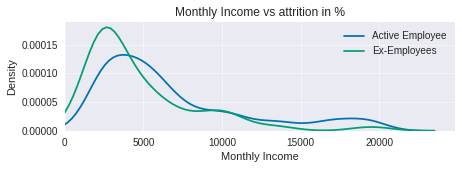 Monthly Income vs attrition in %
Active Employee
Ex-Employees
Density
0.00015
0.00010
0.00005
0.00000
0 5000 10000 15000 20000
Monthly Income